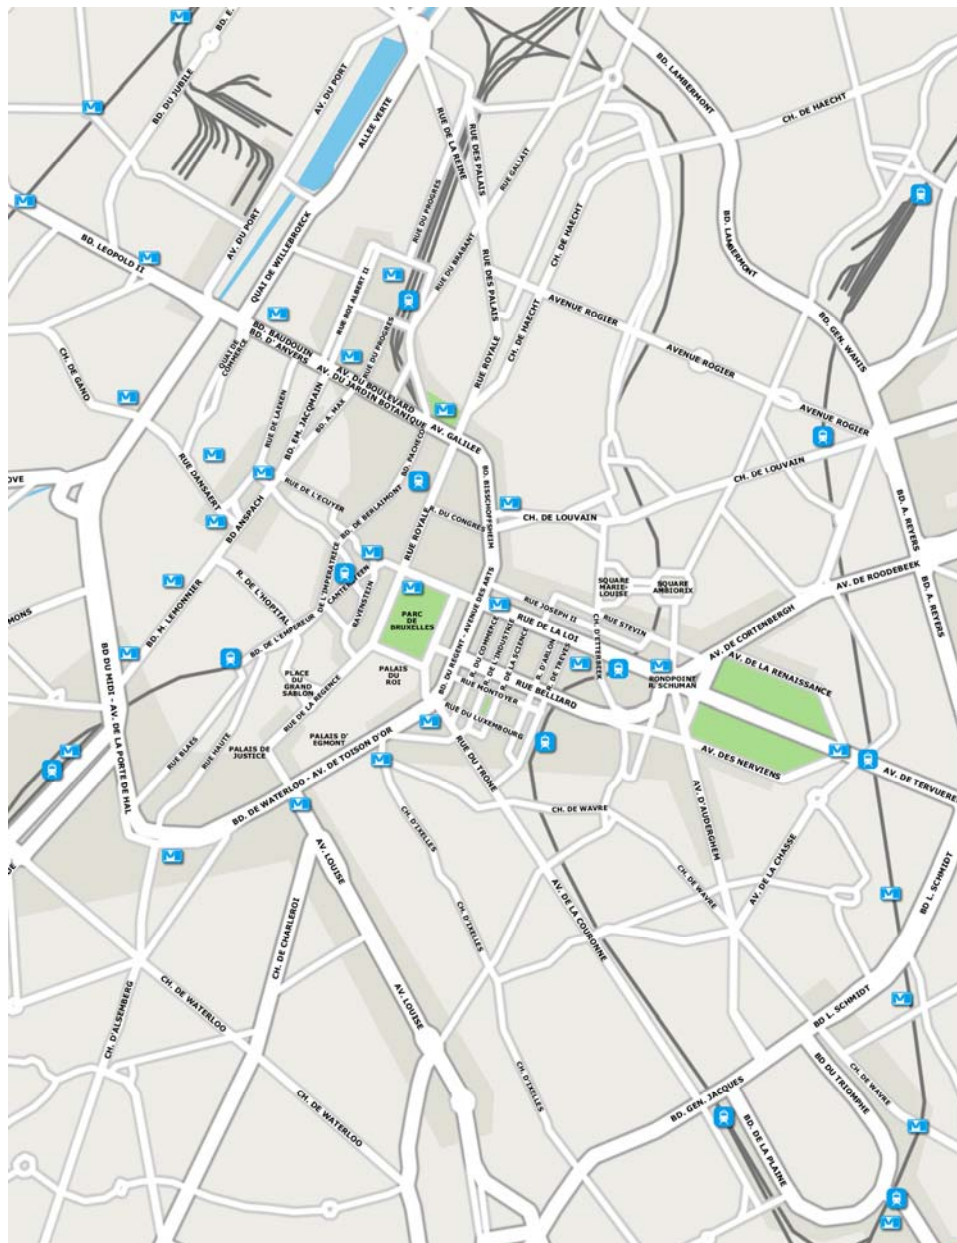 BD. E.
BD. DU JUBILE
AV. DU PORT
ALLEE VERTE
BD. LAMBERMONT
CH. DE HAECHT
RUE DE LA REINE
RUE DES PALAIS
RUE GALLAIT
RUE DU PROGRES
AV. DU PORT
QUAI DE WILLEBROECK
BD. LEOPOLD II
RUE DU BRABANT
CH. DE HAECHT
BD. LAMBERMONT
RUE ROI ALBERT II
RUE DES PALAIS
AVENUE ROGIER
BD. GEN. WAHIS
CH. DE GAND
QUAI DE
COMMERCE
BD. BAUDOUIN
BD. D'ANVERS
RUE DU PROGRES
CH. DE HAECHT
AVENUE ROGIER
RUE ROYALE
AV. DU BOULEVARD
AV. DU JARDIN BOTANIQUE
AV. GALILEE
AVENUE ROGIER
RUE DE LAEKEN
BD. EM. JACQMAIN
BD. A. MAX
BD. PACHECO
CH. DE LOUVAIN
OVE
RUE DANSAERT
RUE DE L'ECUYER
BD. DE BERLAIMONT
BD. BISSCHOFFSHEIM
BD ANSPACH
R. DU CONGRES
CH. DE LOUVAIN
BD. A. REYERS
RUE ROYALE
DE L'IMPERATRICE
CANTERSTEEN
R. DE L'HOPITAL
RAVENSTEIN
PARC
DE
BRUXELLES
SQUARE
MARIE-
LOUISE
SQUARE
AMBIORIX
AV. DE ROODEBEEK
BD. A. REYERS
MONS
BD. M. LEMONNIER
BD. DE L'EMPEREUR
BD. DU REGENT - AVENUE DES ARTS
RUE JOSEPH II
RUE STEVIN
RUE DE LA LOI
CH. D'ETTERBEEK
AV. DE CORTENBERGH
R. DU COMMERCE
R. DE L'INDUSTRIE
R. DE LA SCIENCE
R. D'ARLON
R. DE TREVES
AV. DE LA RENAISSANCE
BD DU MIDI - AV. DE LA PORTE DE HAL
PLACE
DU
GRAND
SABLON
PALAIS
DU
ROI
RUE MONTOYER
RUE BELLIARD
RONDPOINT
R. SCHUMAN
RUE DE LA REGENCE
RUE DU LUXEMBOURG
RUE BLAES
RUE HAUTE
PALAIS DE
JUSTICE
PALAIS D'
EGMONT
RUE DU TRONE
AV. DES NERVIENS
BD. DE WATERLOO - AV. DE TOISON D'OR
AV. DE TERVUEREN
CH. D'IXELLES
CH. DE WAVRE
AV. D'AUDERGHEM
AV. LOUISE
AV. DE LA CHASSE
DE
CH. DE WAVRE
BD L. SCHMIDT
CH. DE CHARLEROI
CH. D'IXELLES
AV. DE LA COURONNE
CH. D'ALSEMBERG
CH. DE WATERLOO
AV. LOUISE
BD L. SCHMIDT
CH. D'IXELLES
BD. GEN. JACQUES
BD DU TRIOMPHE
CH. DE WAVRE
CH. DE WATERLOO
BD. DE LA PLAINE